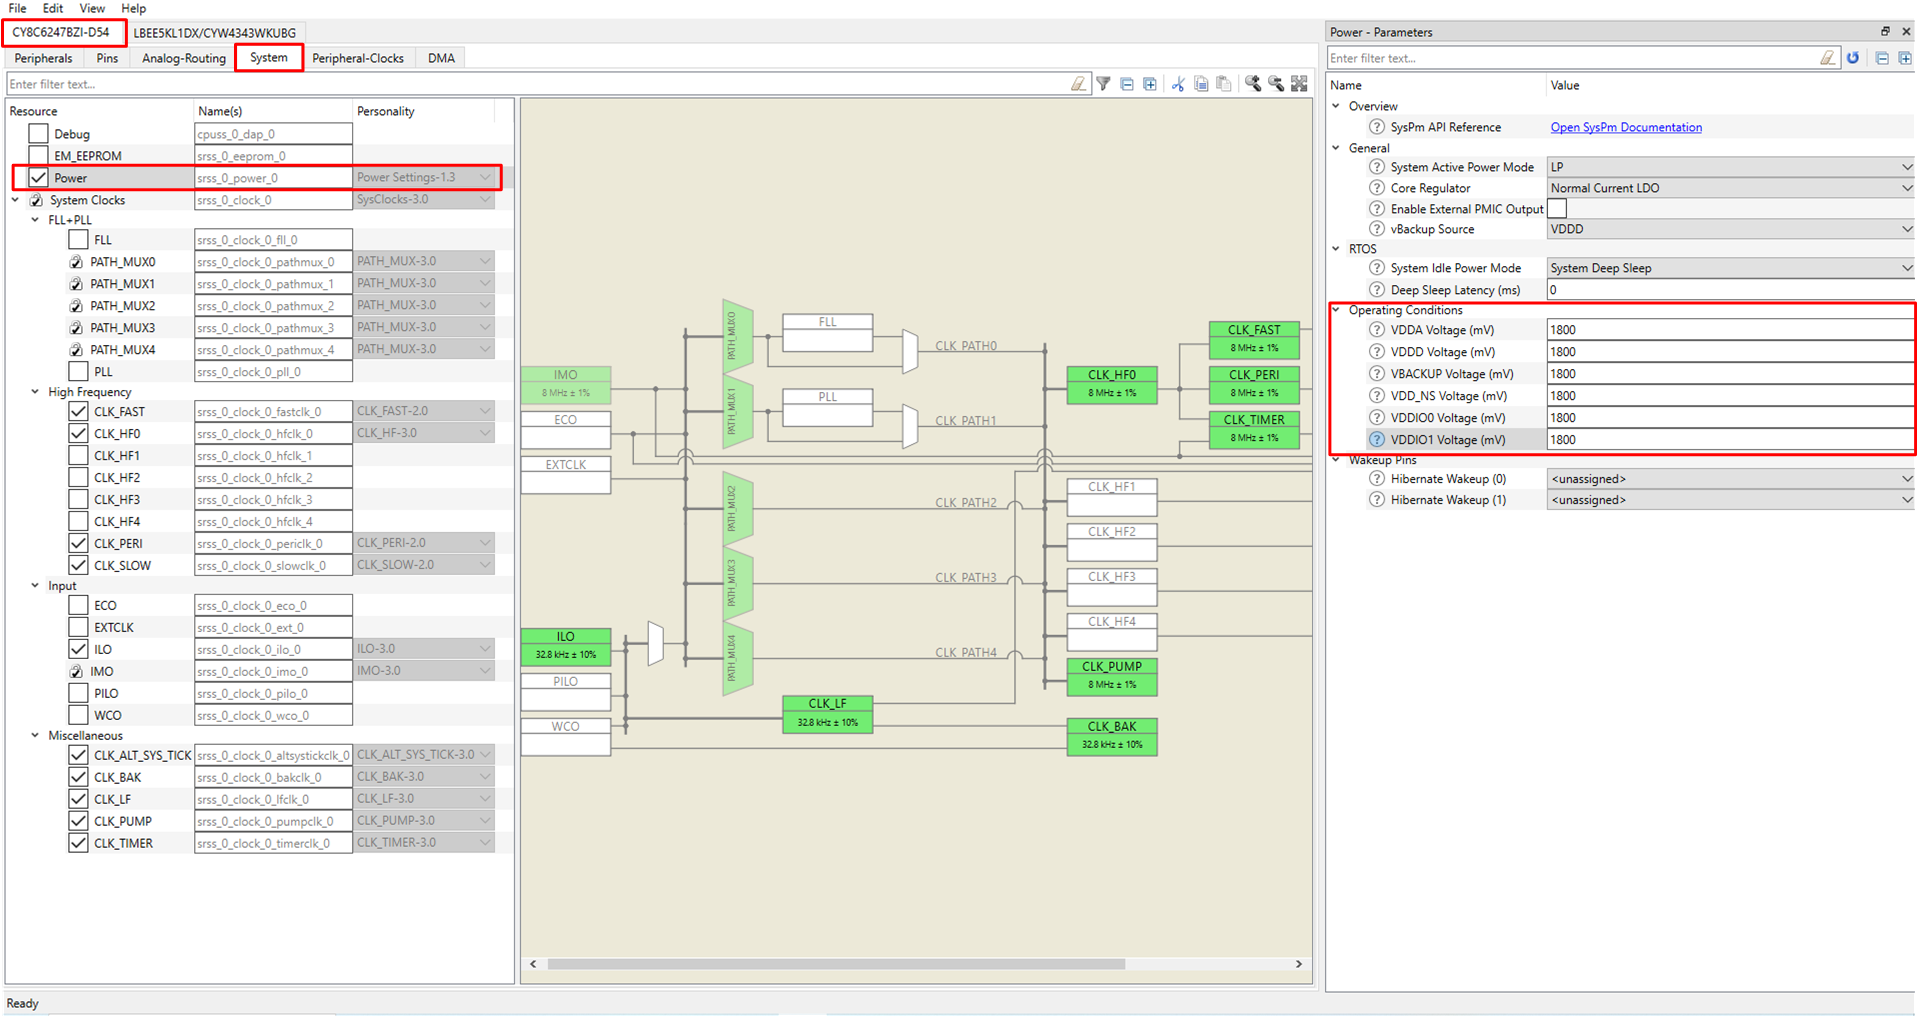 File Edit View Help
CY8C6247BZI-D54 LBEE5KL1DX/CYW4343WKUBG
Peripherals Pins Analog-Routing System Peripheral-Clocks DMA
Enter filter text...
Resource Name(s) Personality
Debug cpuss_0_dap_0
EM_EEPROM srss_0_eeprom_0
Power srss_0_power_0 Power Settings-1.3
System Clocks srss_0_clock_0 SysClocks-3.0
FLL+PLL
FLL srss_0_clock_0_fll_0
PATH_MUX0 srss_0_clock_0_pathmux_0 PATH_MUX-3.0
PATH_MUX1 srss_0_clock_0_pathmux_1 PATH_MUX-3.0
PATH_MUX2 srss_0_clock_0_pathmux_2 PATH_MUX-3.0
PATH_MUX3 srss_0_clock_0_pathmux_3 PATH_MUX-3.0
PATH_MUX4 srss_0_clock_0_pathmux_4 PATH_MUX-3.0
PLL srss_0_clock_0_pll_0
High Frequency
CLK_FAST srss_0_clock_0_fastclk_0 CLK_FAST-2.0
CLK_HF0 srss_0_clock_0_hfclk_0 CLK_HF-3.0
CLK_HF1 srss_0_clock_0_hfclk_1
CLK_HF2 srss_0_clock_0_hfclk_2
CLK_HF3 srss_0_clock_0_hfclk_3
CLK_HF4 srss_0_clock_0_hfclk_4
CLK_PERI srss_0_clock_0_periclk_0 CLK_PERI-2.0
CLK_SLOW srss_0_clock_0_slowclk_0 CLK_SLOW-2.0
Input
ECO srss_0_clock_0_eco_0
EXTCLK srss_0_clock_0_ext_0
ILO srss_0_clock_0_ilo_0 ILO-3.0
IMO srss_0_clock_0_imo_0 IMO-3.0
PILO srss_0_clock_0_pilo_0
WCO srss_0_clock_0_wco_0
Miscellaneous
CLK_ALT_SYS_TICK srss_0_clock_0_altsystickclk_0 CLK_ALT_SYS_TICK-3.0
CLK_BAK srss_0_clock_0_bakclk_0 CLK_BAK-3.0
CLK_LF srss_0_clock_0_lfclk_0 CLK_LF-3.0
CLK_PUMP srss_0_clock_0_pumpclk_0 CLK_PUMP-3.0
CLK_TIMER srss_0_clock_0_timerclk_0 CLK_TIMER-3.0
IMO
8 MHz ± 1%
ECO
EXTCLK
ILO
32.8 kHz ± 10%
PILO
WCO
PATH_MUX0
PATH_MUX1
PATH_MUX2
PATH_MUX3
PATH_MUX4
FLL
PLL
CLK_LF
32.8 kHz ± 10%
CLK_PATH0
CLK_PATH1
CLK_PATH2
CLK_PATH3
CLK_PATH4
CLK_HF0
8 MHz ± 1%
CLK_HF1
CLK_HF2
CLK_HF3
CLK_HF4
CLK_PUMP
8 MHz ± 1%
CLK_BAK
32.8 kHz ± 10%
CLK_FAST
8 MHz ± 1%
CLK_PERI
8 MHz ± 1%
CLK_TIMER
8 MHz ± 1%
Power - Parameters
Enter filter text...
Name Value
Overview
SysPm API Reference Open SysPm Documentation
General
System Active Power Mode LP
Core Regulator Normal Current LDO
Enable External PMIC Output
vBackup Source VDDD
RTOS
System Idle Power Mode System Deep Sleep
Deep Sleep Latency (ms) 0
Operating Conditions
VDDA Voltage (mV) 1800
VDDD Voltage (mV) 1800
VBACKUP Voltage (mV) 1800
VDD_NS Voltage (mV) 1800
VDDIO0 Voltage (mV) 1800
VDDIO1 Voltage (mV) 1800
Wakeup Pins
Hibernate Wakeup (0) <unassigned>
Hibernate Wakeup (1) <unassigned>
Ready